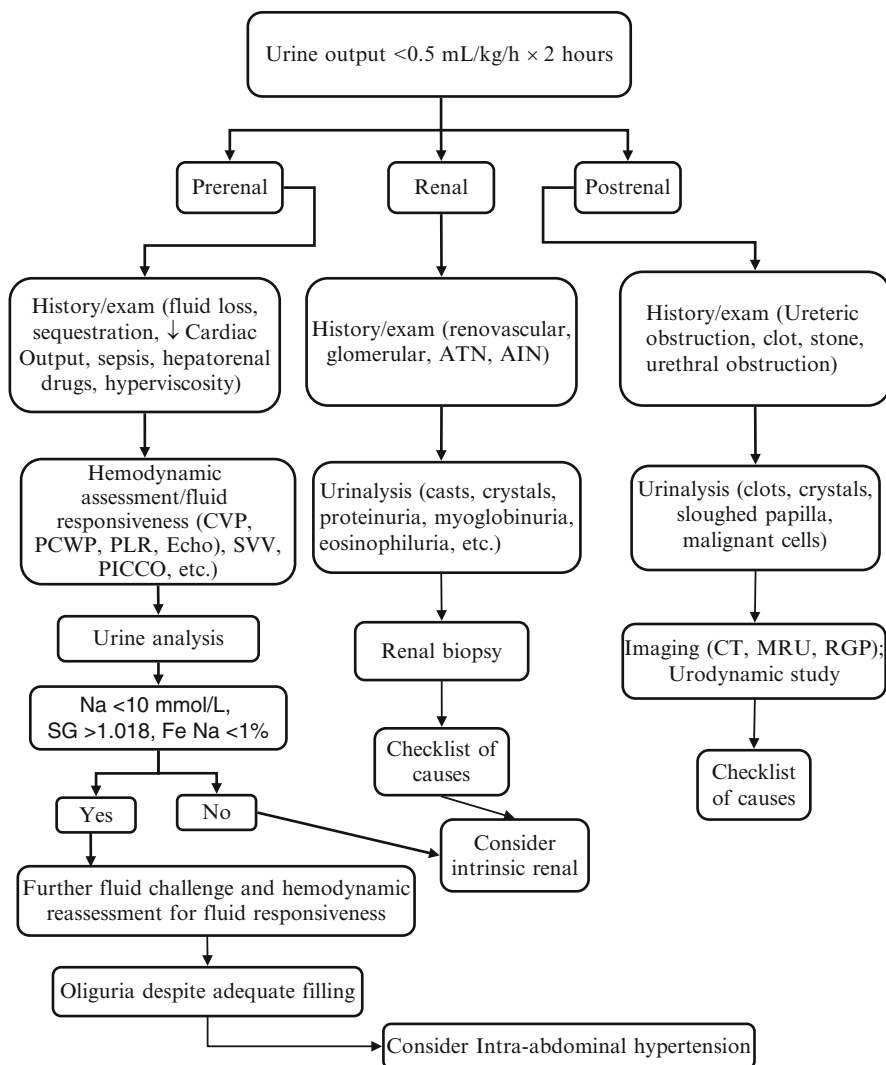 Urine output <0.5 mL/kg/h × 2 hours
Prerenal
Renal
Postrenal
History/exam (fluid loss,
sequestration, ↓ Cardiac
Output, sepsis, hepatorenal
drugs, hyperviscosity)
History/exam (renovascular,
glomerular, ATN, AIN)
History/exam (Ureteric
obstruction, clot, stone,
urethral obstruction)
Hemodynamic
assessment/fluid
responsiveness (CVP,
PCWP, PLR, Echo), SVV,
PICCO, etc.)
Urinalysis (casts, crystals,
proteinuria, myoglobinuria,
eosinophiluria, etc.)
Urinalysis (clots, crystals,
sloughed papilla,
malignant cells)
Urine analysis
Renal biopsy
Imaging (CT, MRU, RGP);
Urodynamic study
Na <10 mmol/L,
SG >1.018, Fe Na <1%
Checklist of
causes
Checklist
of causes
Yes
No
Consider
intrinsic renal
Further fluid challenge and hemodynamic
reassessment for fluid responsiveness
Oliguria despite adequate filling
Consider Intra-abdominal hypertension